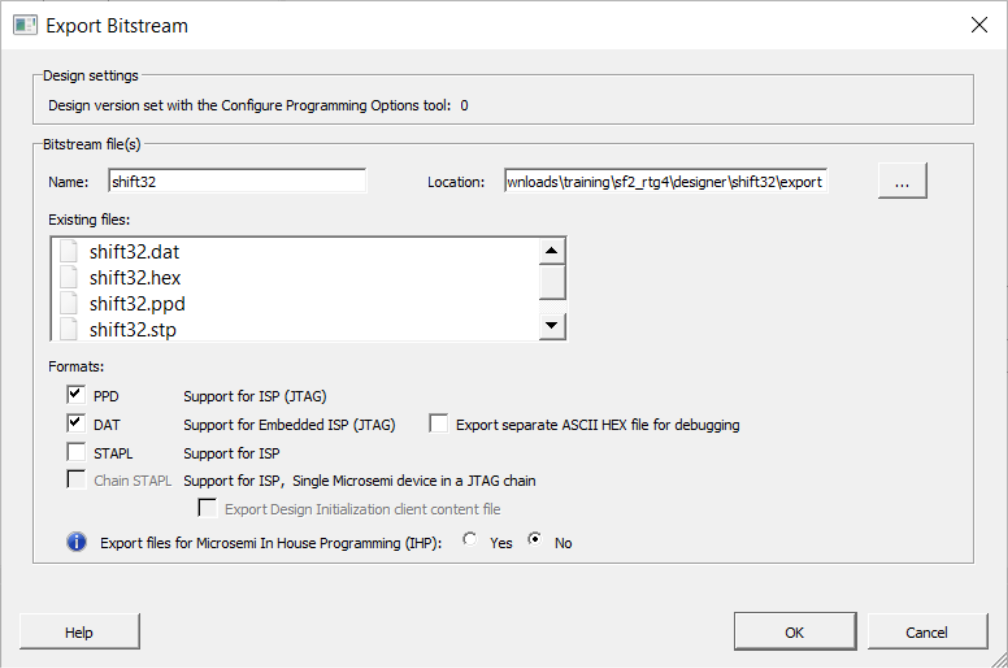 Export Bitstream
Design settings
Design version set with the Configure Programming Options tool: 0
Bitstream file(s)
Name: shift32 Location: wnloads\training\sf2_rtg4\designer\shift32\export ...
Existing files:
shift32.dat
shift32.hex
shift32.ppd
shift32.stp
Formats:
PPD Support for ISP (JTAG)
DAT Support for Embedded ISP (JTAG) Export separate ASCII HEX file for debugging
STAPL Support for ISP
Chain STAPL Support for ISP, Single Microsemi device in a JTAG chain
Export Design Initialization client content file
Export files for Microsemi In House Programming (IHP): Yes No
Help OK Cancel